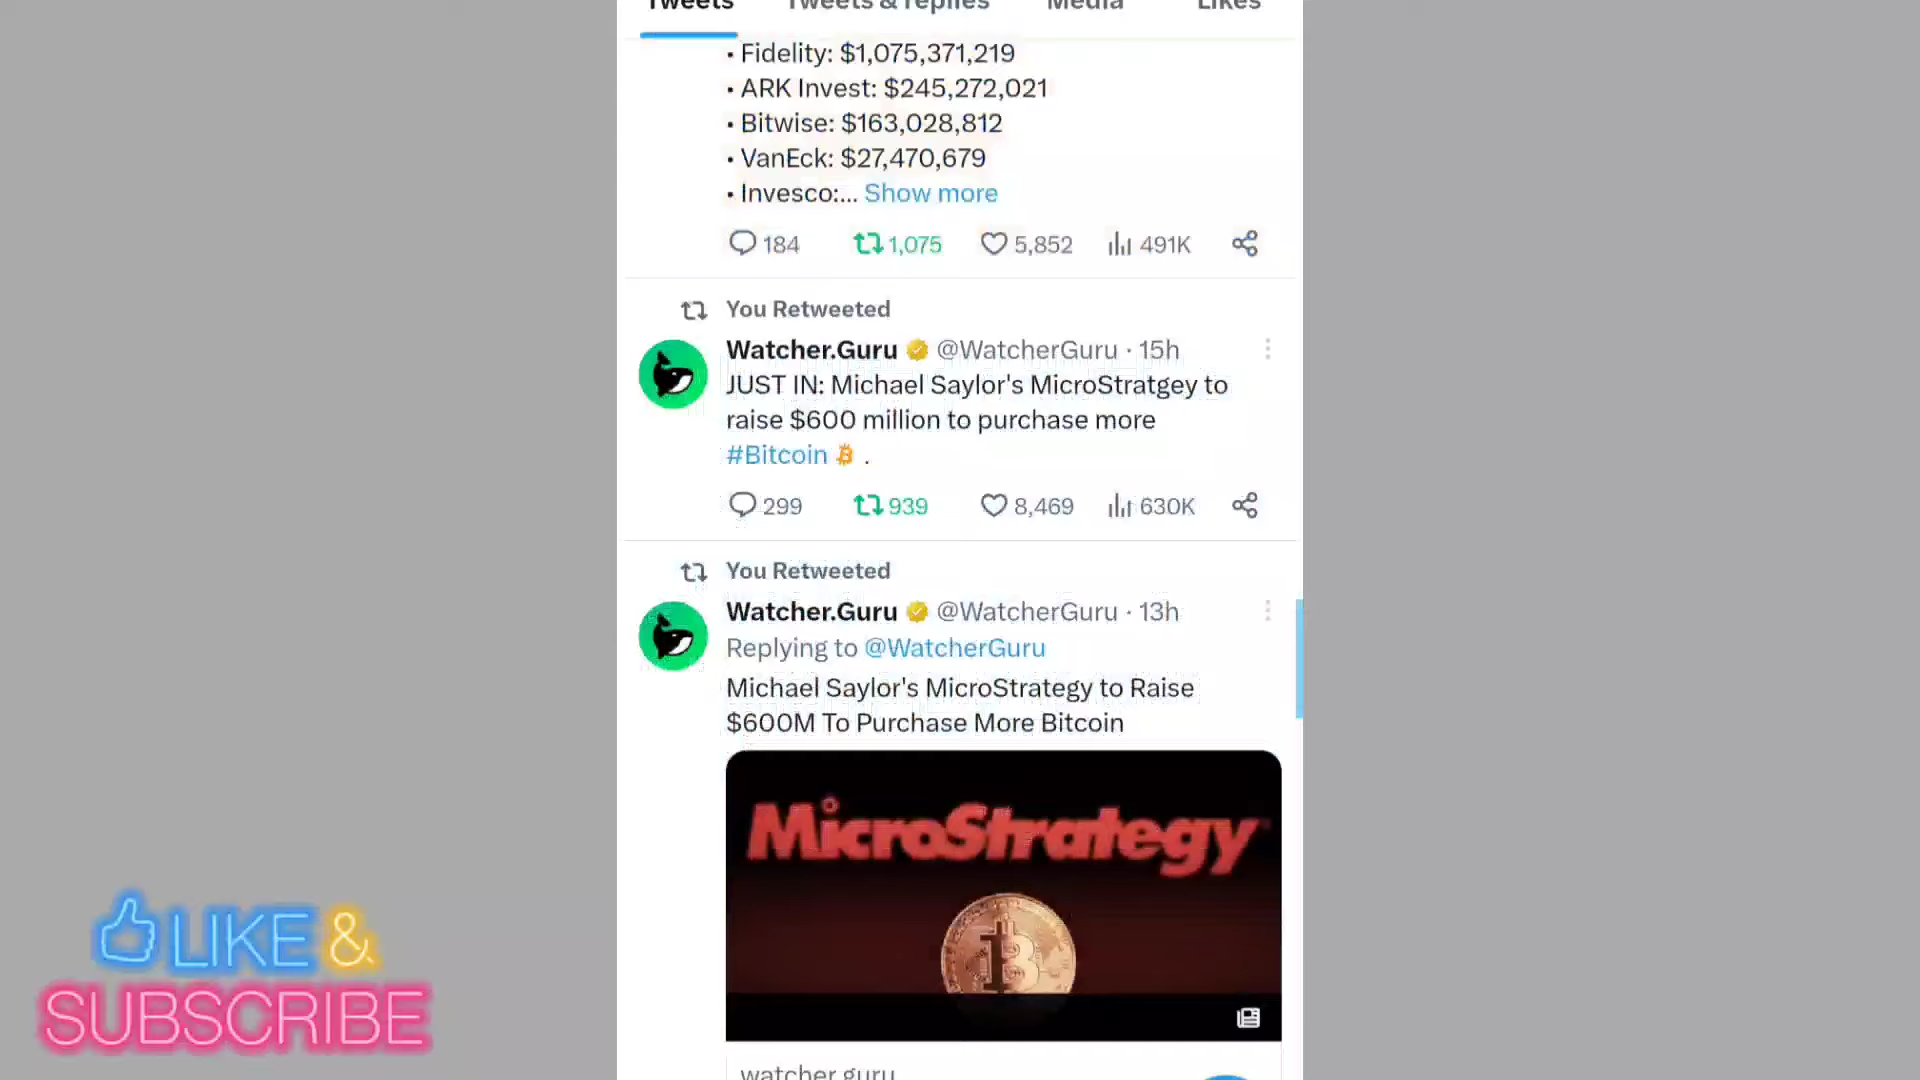 Tweets Tweets & replies Media Likes
• Fidelity: $1,075,371,219
• ARK Invest: $245,272,021
• Bitwise: $163,028,812
• VanEck: $27,470,679
• Invesco:... Show more
184 1,075 5,852 491K
You Retweeted
Watcher.Guru @WatcherGuru · 15h
JUST IN: Michael Saylor's MicroStratgey to
raise $600 million to purchase more
#Bitcoin .
299 939 8,469 630K
You Retweeted
Watcher.Guru @WatcherGuru · 13h
Replying to @WatcherGuru
Michael Saylor's MicroStrategy to Raise
$600M To Purchase More Bitcoin
MicroStrategy
watcher.guru
LIKE &
SUBSCRIBE